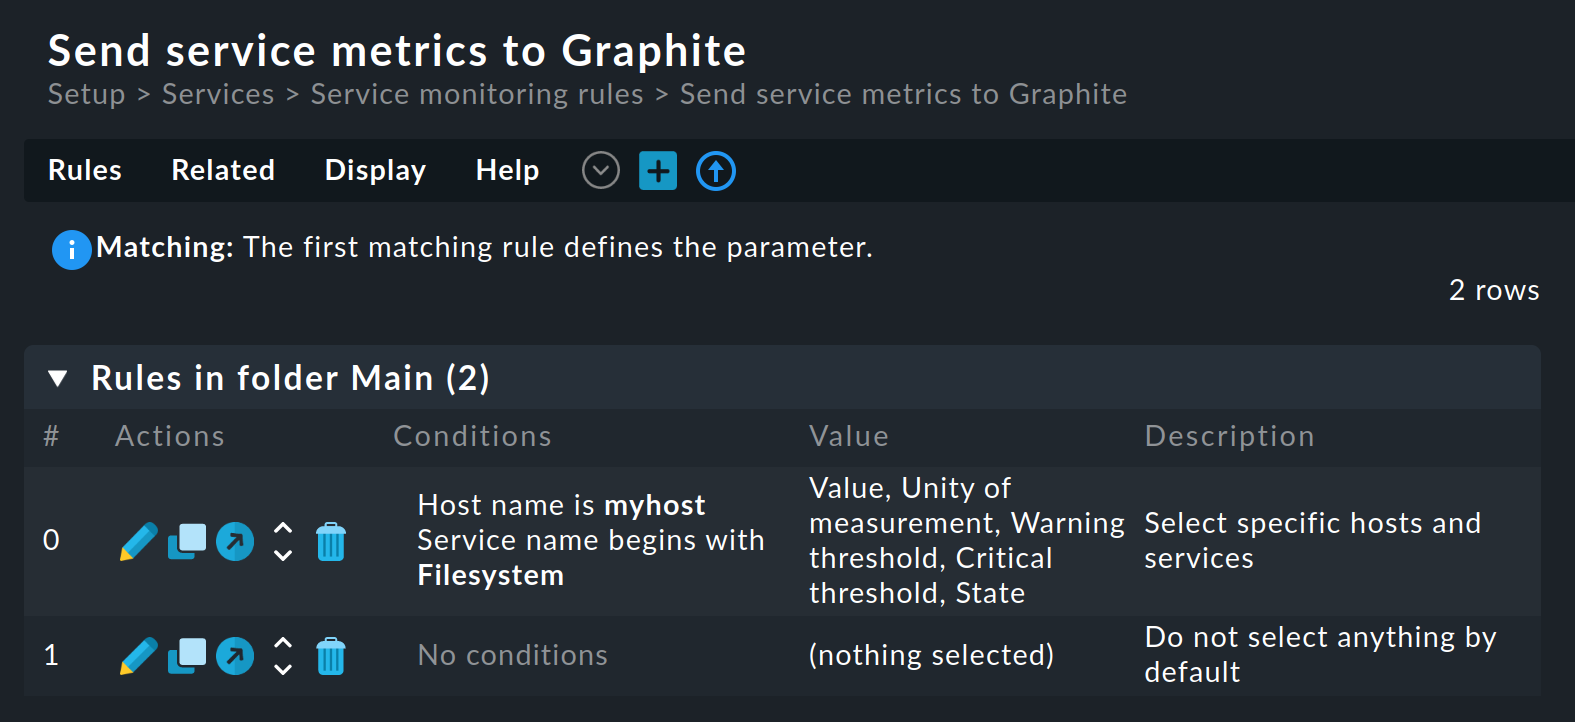 Send service metrics to Graphite
Setup > Services > Service monitoring rules > Send service metrics to Graphite
Rules Related Display Help
Matching: The first matching rule defines the parameter.
2 rows
Rules in folder Main (2)
# Actions Conditions Value Description
0
Host name is myhost
Service name begins with
Filesystem
Value, Unity of
measurement, Warning
threshold, Critical
threshold, State
Select specific hosts and
services
1
No conditions
(nothing selected)
Do not select anything by
default